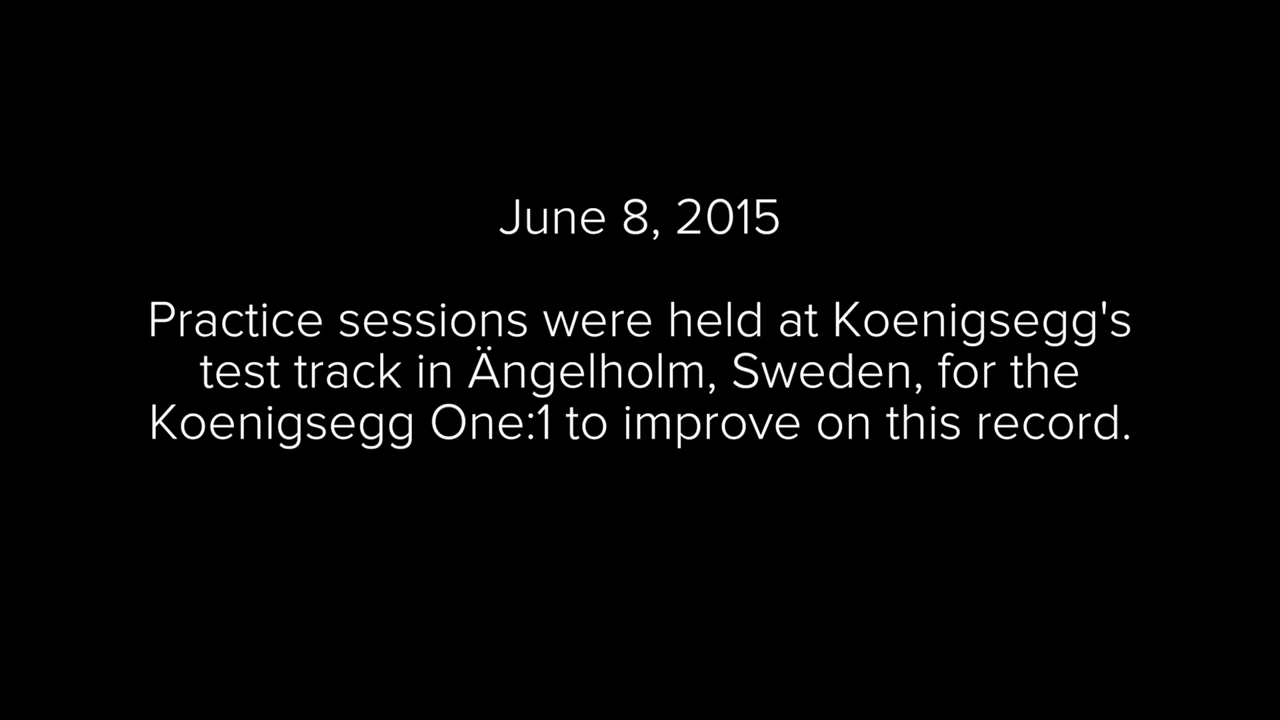 June 8, 2015
Practice sessions were held at Koenigsegg's
test track in Ängelholm, Sweden, for the
Koenigsegg One:1 to improve on this record.